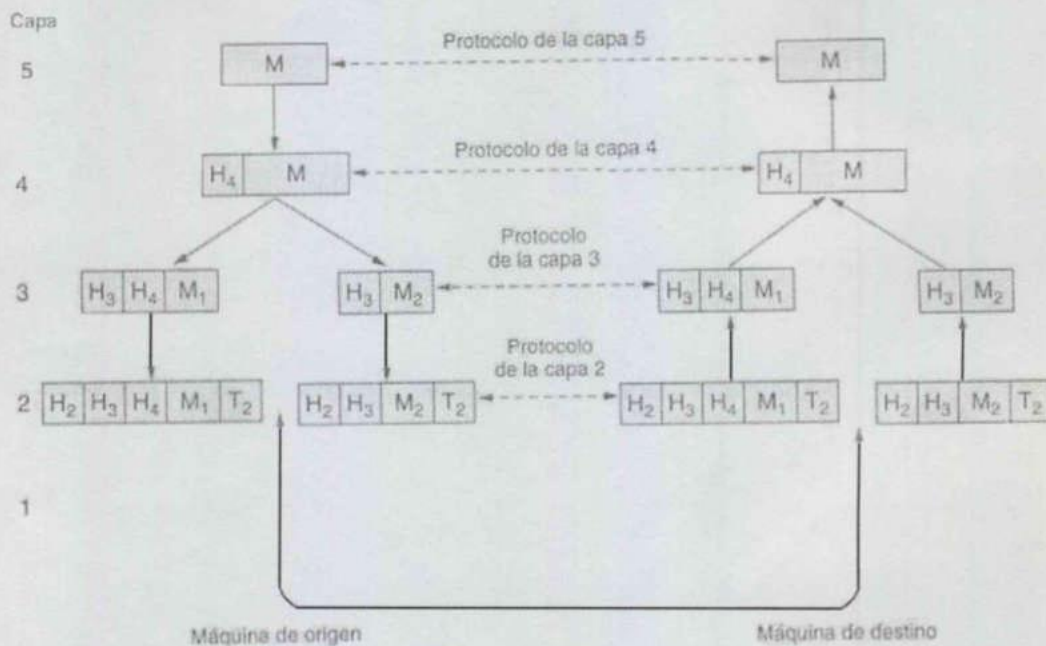 Capa
5 M Protocolo de la capa 5 M
4 H₄ M Protocolo de la capa 4 H₄ M
Protocolo
de la capa 3
3 H₃ H₄ M₁ H₃ M₂ H₃ H₄ M₁ H₃ M₂
Protocolo
de la capa 2
2 H₂ H₃ H₄ M₁ T₂ H₂ H₃ M₂ T₂ H₂ H₃ H₄ M₁ T₂ H₂ H₃ M₂ T₂
1
Máquina de origen Máquina de destino